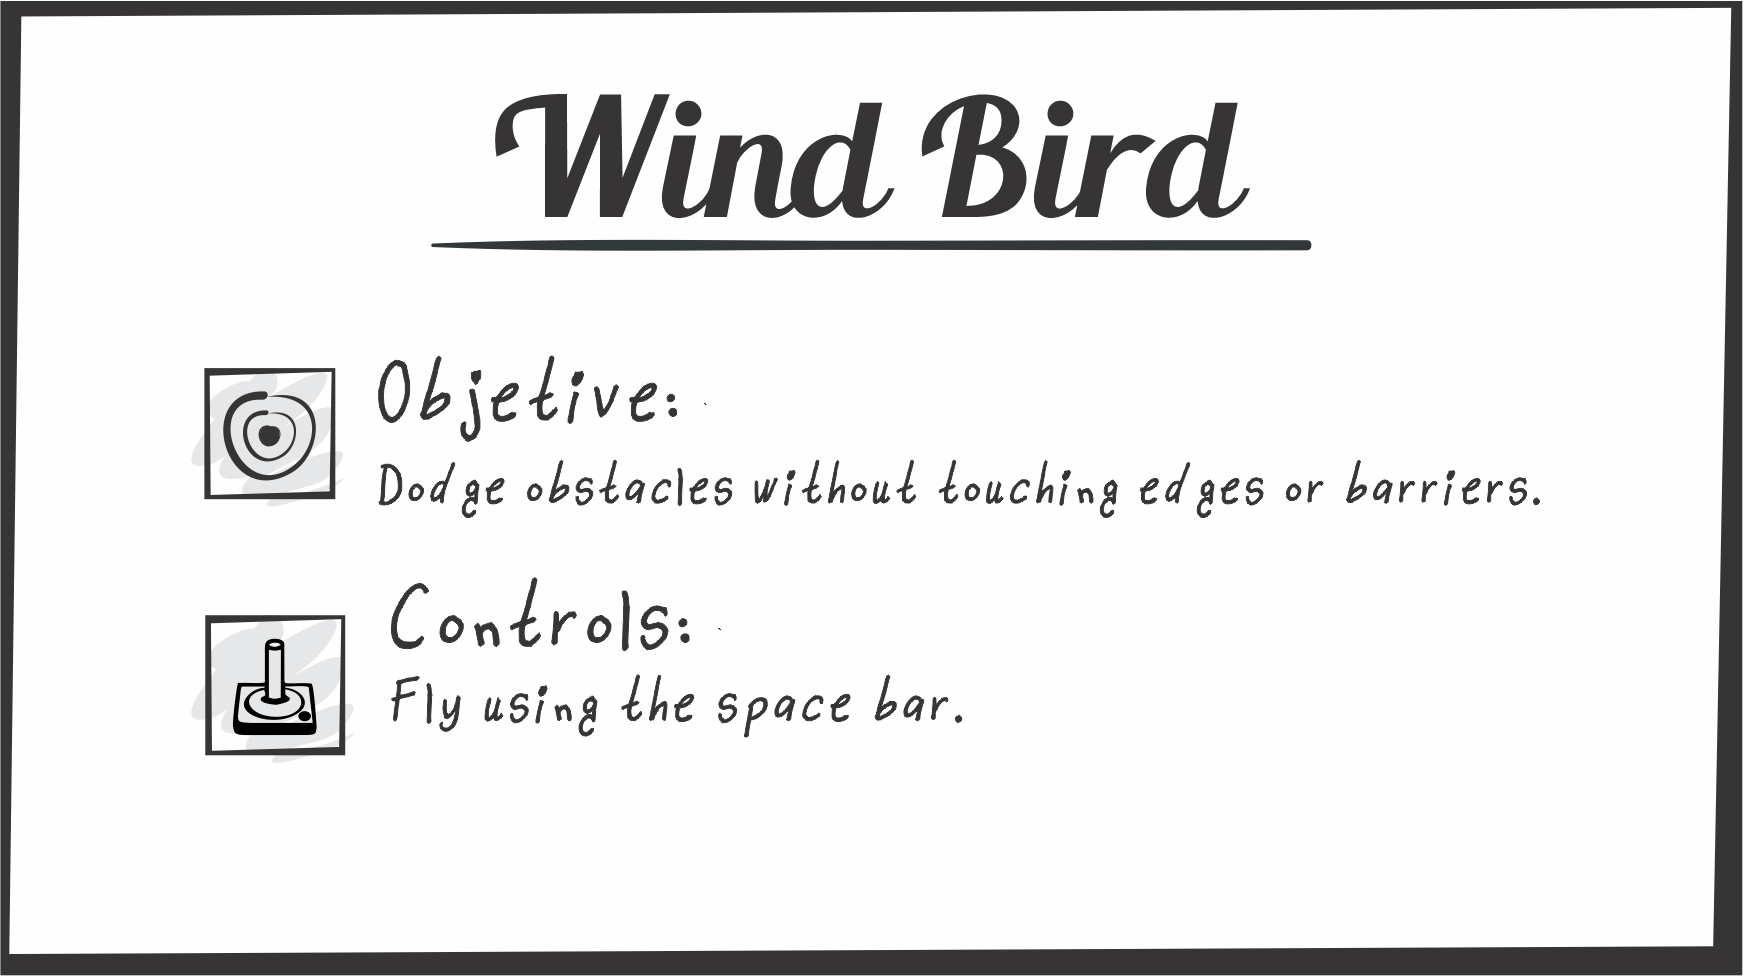 Wind Bird
Objetive:
Dodge obstacles without touching edges or barriers.
Controls:
Fly using the space bar.